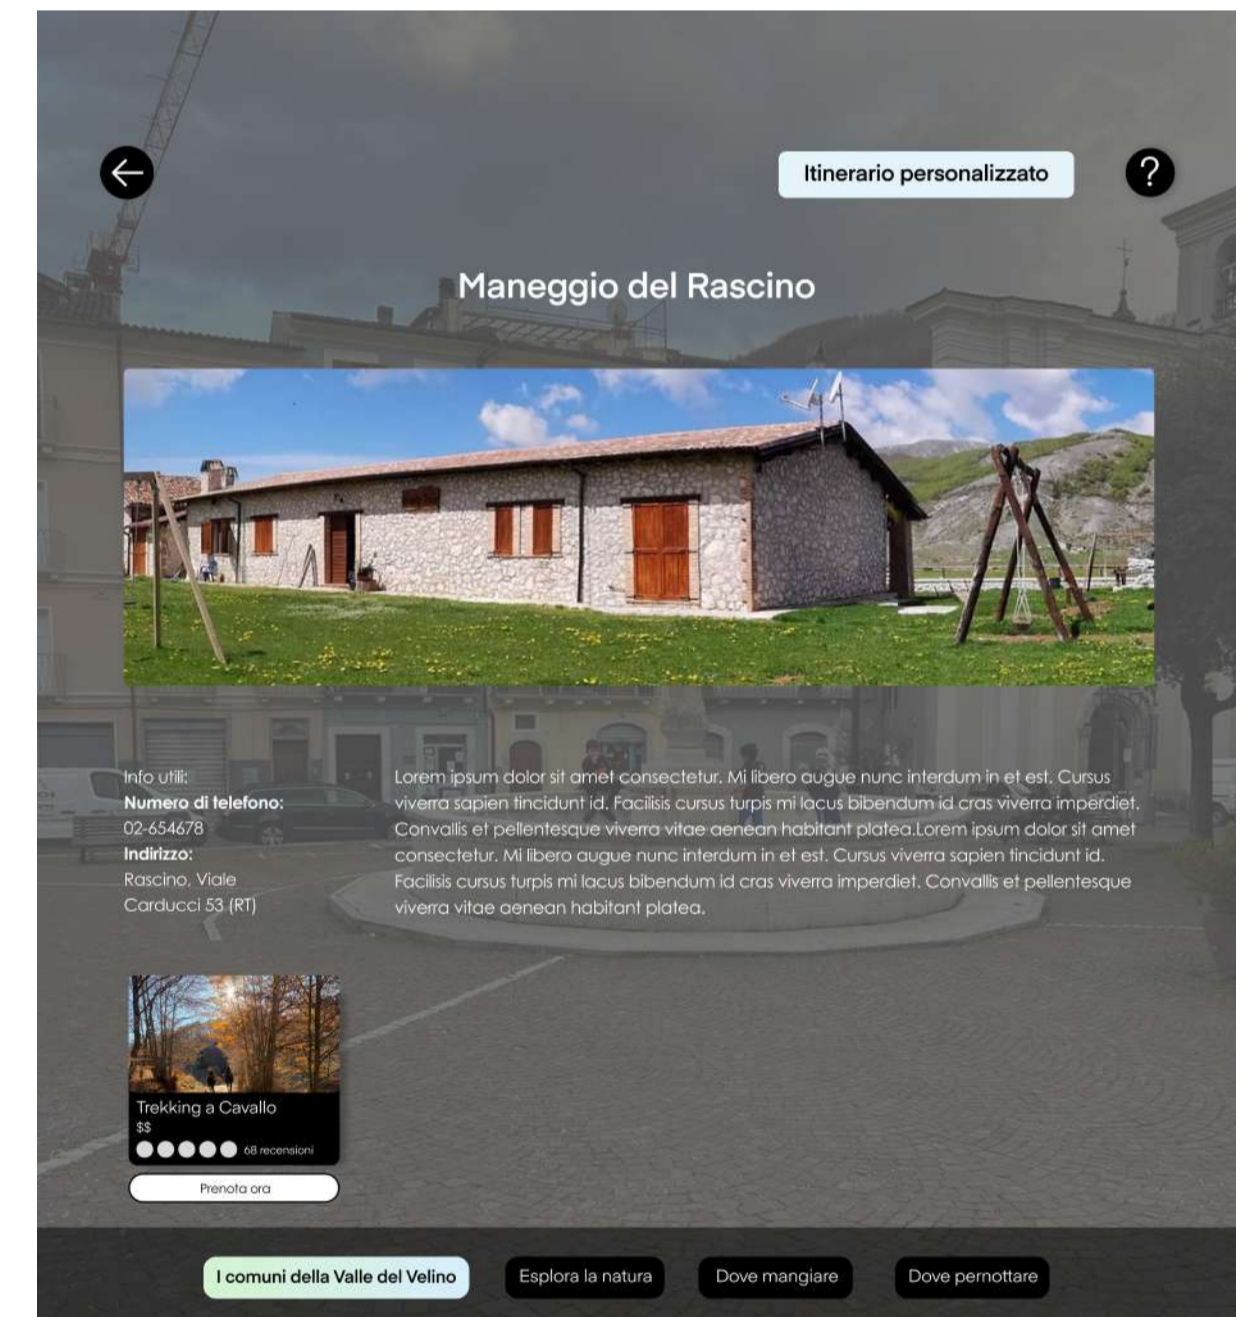 Itinerario personalizzato
?
Maneggio del Rascino
Info utili:
Numero di telefono:
02-654678
Indirizzo:
Rascino, Viale
Carducci 53 (RT)
Lorem ipsum dolor sit amet consectetur. Mi libero augue nunc interdum in et est. Cursus
viverra sapien tincidunt id. Facilisis cursus turpis mi lacus bibendum id cras viverra imperdiet.
Convallis et pellentesque viverra vitae aenean habitant platea.Lorem ipsum dolor sit amet
consectetur. Mi libero augue nunc interdum in et est. Cursus viverra sapien tincidunt id.
Facilisis cursus turpis mi lacus bibendum id cras viverra imperdiet. Convallis et pellentesque
viverra vitae aenean habitant platea.
Trekking a Cavallo
$$
68 recensioni
Prenota ora
I comuni della Valle del Velino
Esplora la natura
Dove mangiare
Dove pernottare